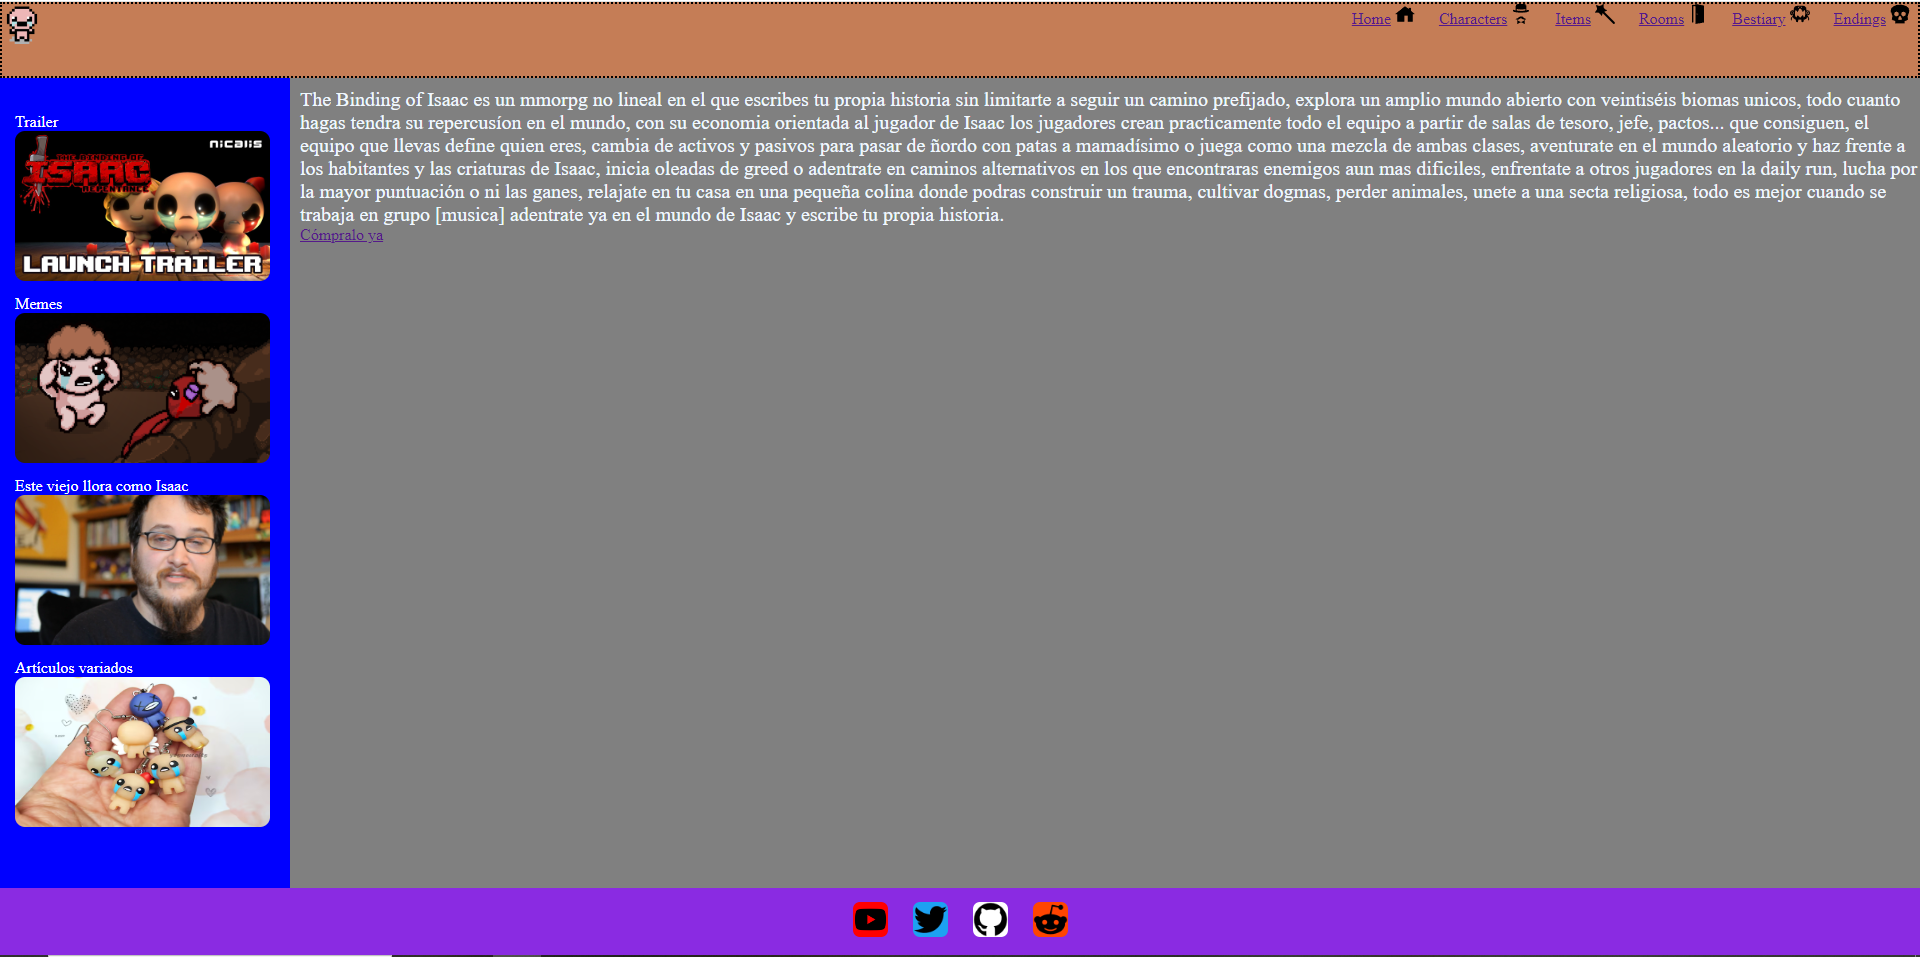 Home
Characters
Items
Rooms
Bestiary
Endings
Trailer
nicalis
THE BINDING OF
ISAAC
REPENTANCE
LAUNCH TRAILER
Memes
Este viejo llora como Isaac
Artículos variados
The Binding of Isaac es un mmorpg no lineal en el que escribes tu propia historia sin limitarte a seguir un camino prefijado, explora un amplio mundo abierto con veintiséis biomas unicos, todo cuanto
hagas tendra su repercusíon en el mundo, con su economia orientada al jugador de Isaac los jugadores crean practicamente todo el equipo a partir de salas de tesoro, jefe, pactos... que consiguen, el
equipo que llevas define quien eres, cambia de activos y pasivos para pasar de ñordo con patas a mamadísimo o juega como una mezcla de ambas clases, aventurate en el mundo aleatorio y haz frente a
los habitantes y las criaturas de Isaac, inicia oleadas de greed o adentrate en caminos alternativos en los que encontraras enemigos aun mas dificiles, enfrentate a otros jugadores en la daily run, lucha por
la mayor puntuación o ni las ganes, relajate en tu casa en una pequeña colina donde podras construir un trauma, cultivar dogmas, perder animales, unete a una secta religiosa, todo es mejor cuando se
trabaja en grupo [musica] adentrate ya en el mundo de Isaac y escribe tu propia historia.
Cómpralo ya